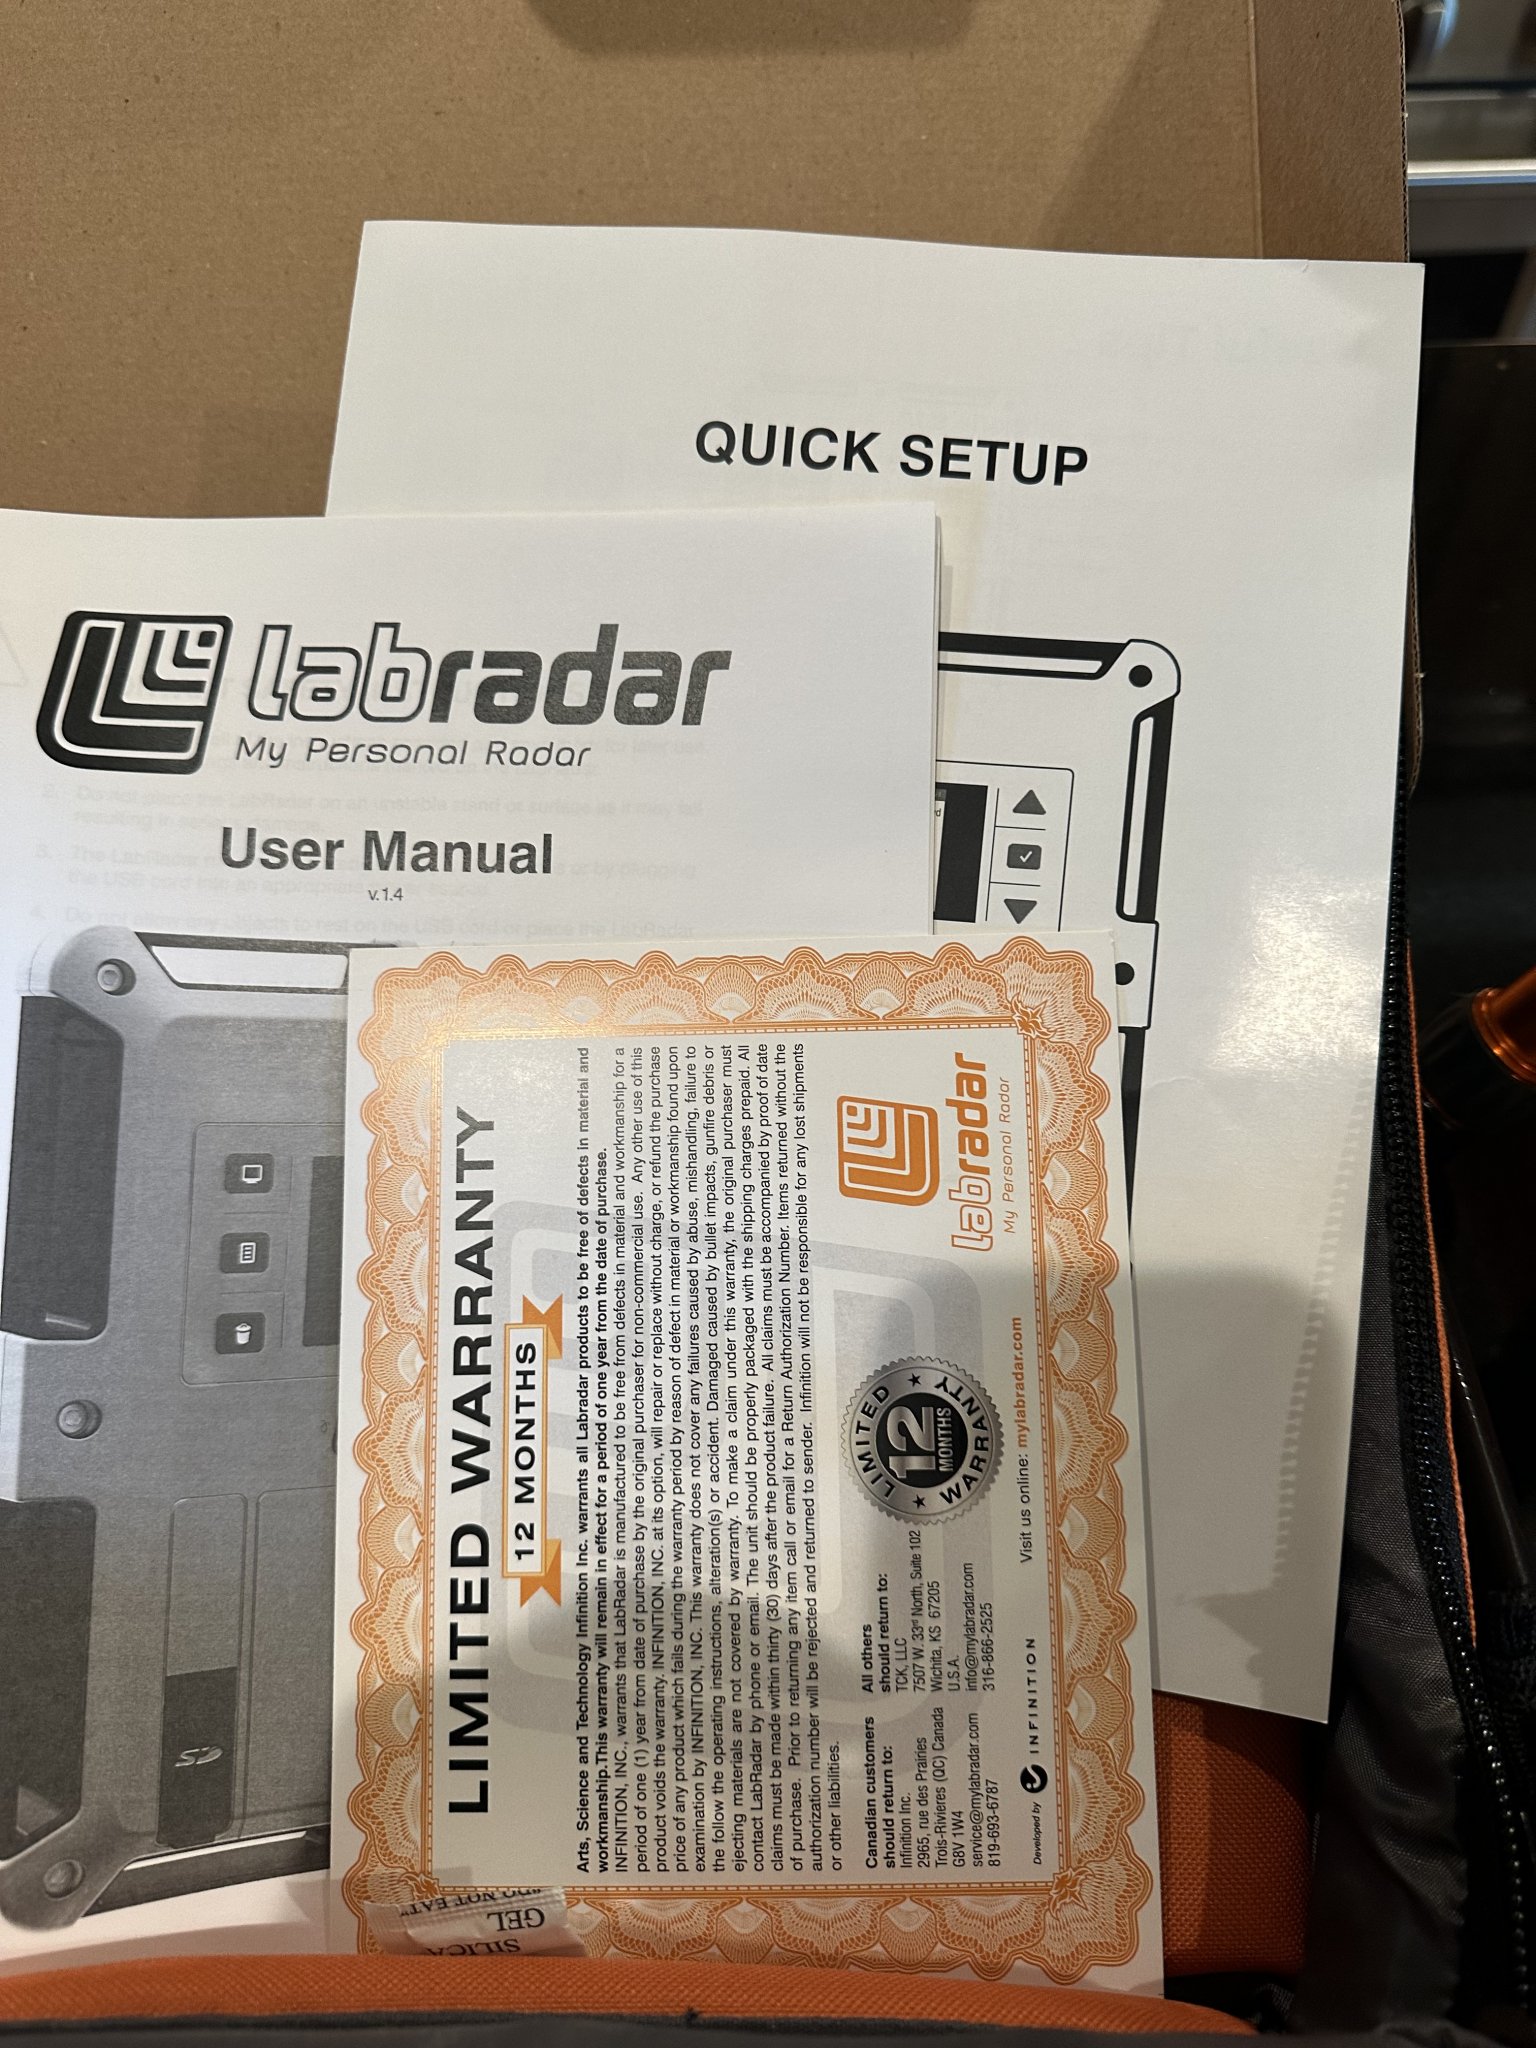 QUICK SETUP
labradar
My Personal Radar
User Manual
v.1.4
LIMITED WARRANTY
12 MONTHS
Arts, Science and Technology Infinition Inc. warrants all Labradar products to be free of defects in material and
workmanship.This warranty will remain in effect for a period of one year from the date of purchase.
INFINITION, INC., warrants that LabRadar is manufactured to be free from defects in material and workmanship for a
period of one (1) year from date of purchase by the original purchaser for non-commercial use. Any other use of this
product voids the warranty. INFINITION, INC. at its option, will repair or replace without charge, or refund the purchase
price of any product which fails during the warranty period by reason of defect in material or workmanship found upon
examination by INFINITION, INC. This warranty does not cover any failures caused by abuse, mishandling, failure to
the follow the operating instructions, alteration(s) or accident. Damaged caused by bullet impacts, gunfire debris or
ejecting materials are not covered by warranty. To make a claim under this warranty, the original purchaser must
contact LabRadar by phone or email. The unit should be properly packaged with the shipping charges prepaid. All
claims must be made within thirty (30) days after the product failure. All claims must be accompanied by proof of date
of purchase. Prior to returning any item call or email for a Return Authorization Number. Items returned without the
authorization number will be rejected and returned to sender. Infinition will not be responsible for any lost shipments
or other liabilities.
Canadian customers
should return to:
Infinition Inc.
2965, rue des Prairies
Trois-Rivieres (QC) Canada
G8V 1W4
service@mylabradar.com
819-693-6787
All others
should return to:
TCK, LLC
7507 W. 33rd North, Suite 102
Wichita, KS 67205
U.S.A.
info@mylabradar.com
316-866-2525
LIMITED
12
MONTHS
WARRANTY
labradar
My Personal Radar
Developed by INFINITION
Visit us online: mylabradar.com
SILICA
GEL
"DO NOT EAT"
SD